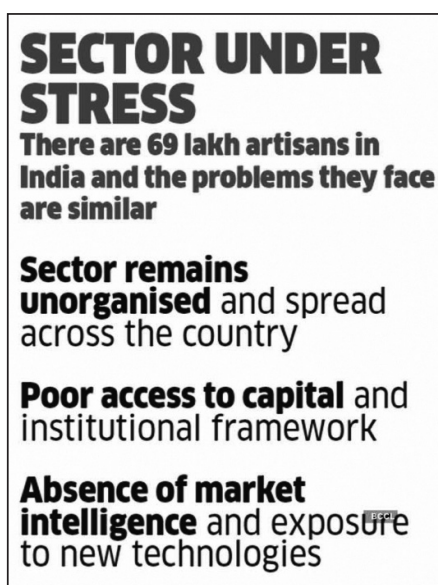 SECTOR UNDER
STRESS
There are 69 lakh artisans in
India and the problems they face
are similar
Sector remains
unorganised and spread
across the country
Poor access to capital and
institutional framework
Absence of market
intelligence and exposure
to new technologies
BCCL